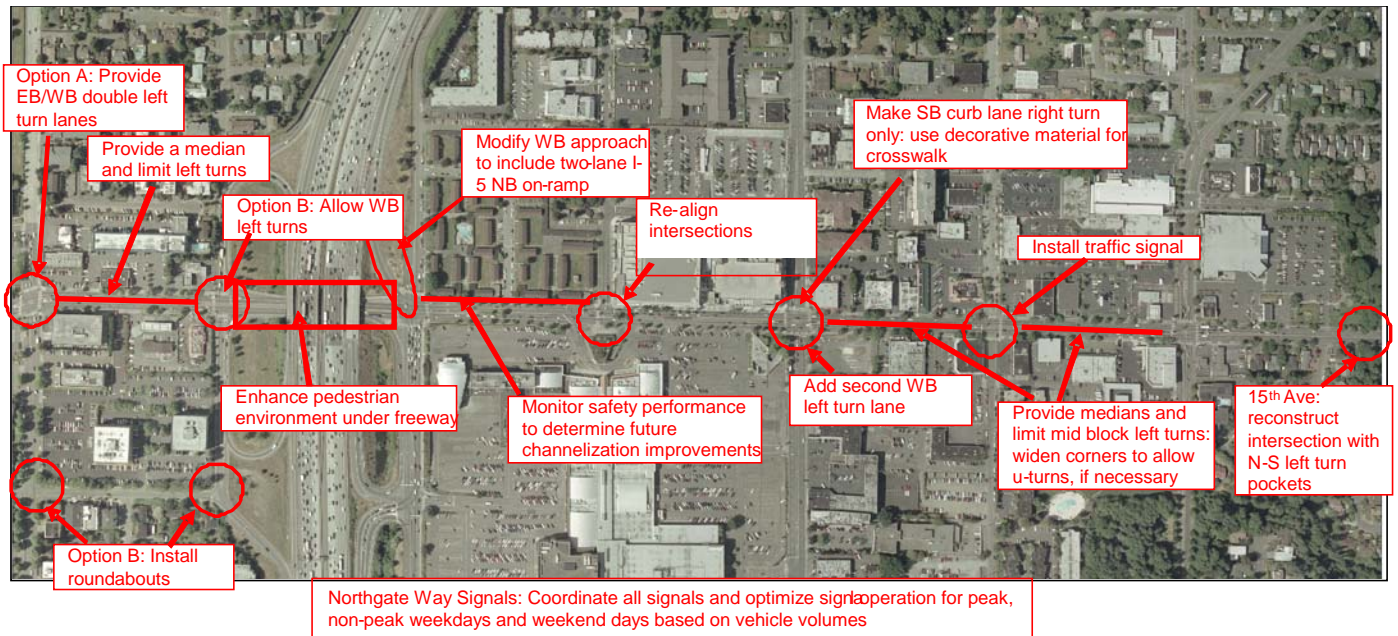 Option A: Provide
EB/WB double left
turn lanes
Provide a median
and limit left turns
Option B: Allow WB
left turns
Modify WB approach
to include two-lane I-
5 NB on-ramp
Re-align
intersections
Make SB curb lane right turn
only: use decorative material for
crosswalk
Install traffic signal
Enhance pedestrian
environment under freeway
Monitor safety performance
to determine future
channelization improvements
Add second WB
left turn lane
Provide medians and
limit mid block left turns:
widen corners to allow
u-turns, if necessary
15th Ave:
reconstruct
intersection with
N-S left turn
pockets
Option B: Install
roundabouts
Northgate Way Signals: Coordinate all signals and optimize signal operation for peak,
non-peak weekdays and weekend days based on vehicle volumes